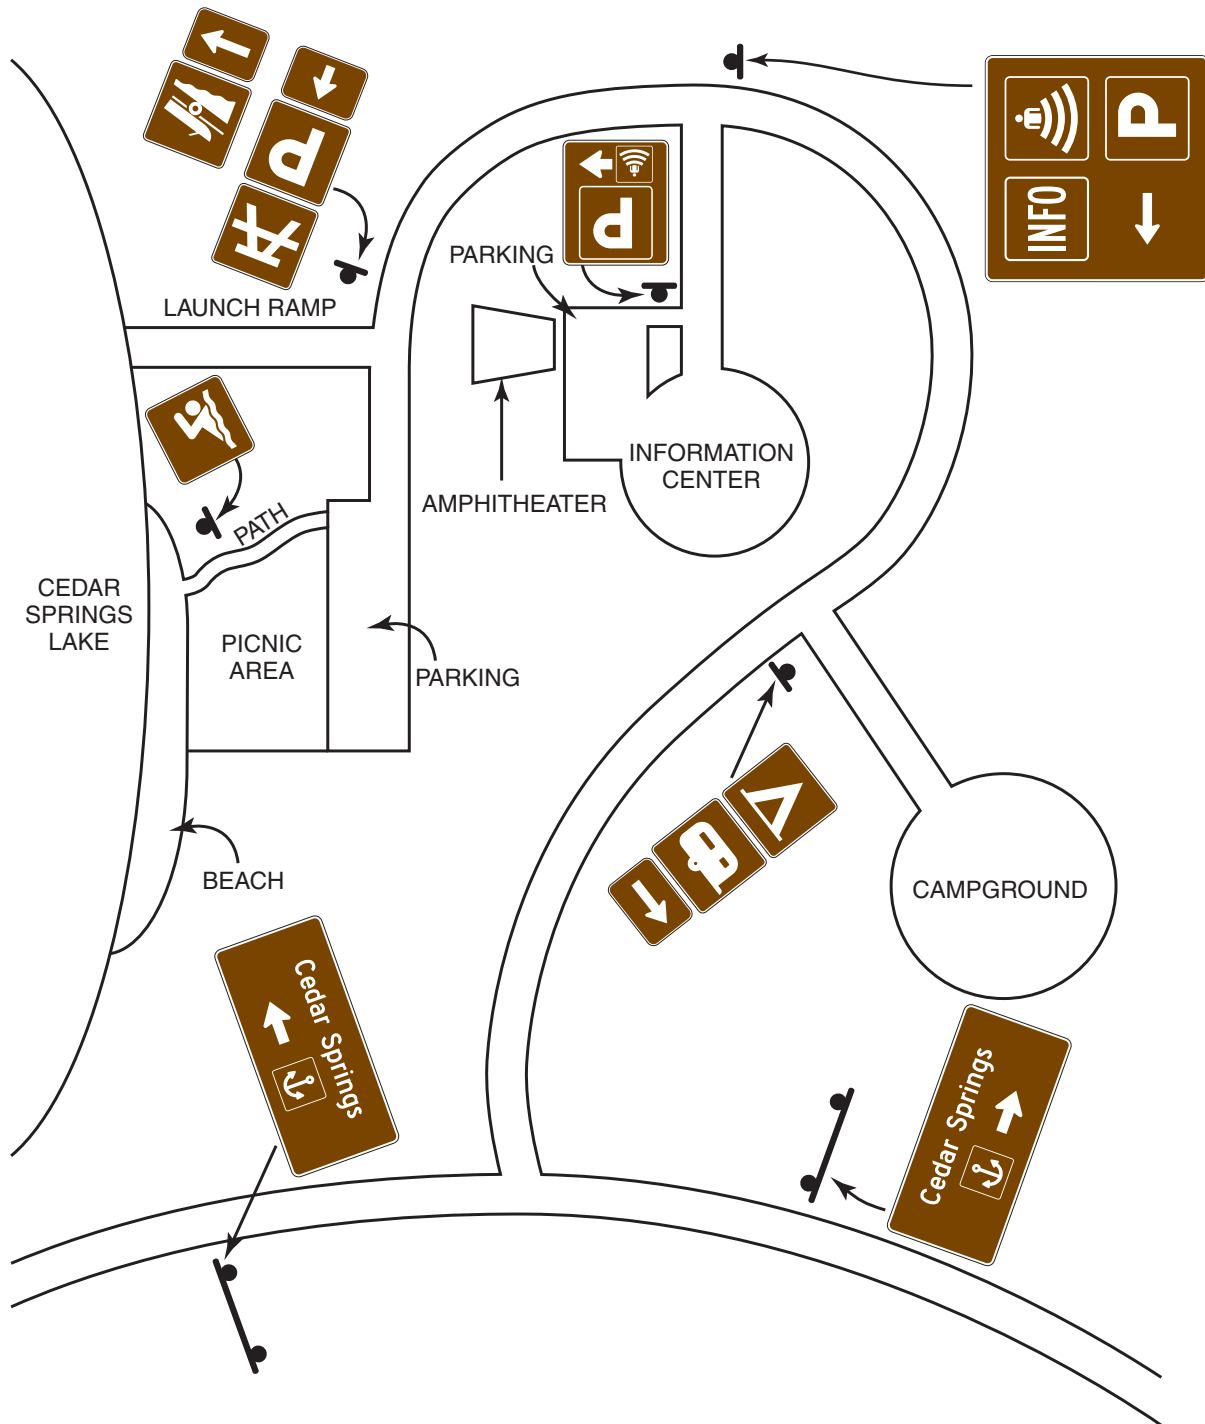 P
INFO
P
P
PARKING
LAUNCH RAMP
INFORMATION
CENTER
AMPHITHEATER
PATH
CEDAR
SPRINGS
LAKE
PICNIC
AREA
PARKING
BEACH
CAMPGROUND
Cedar Springs
Cedar Springs